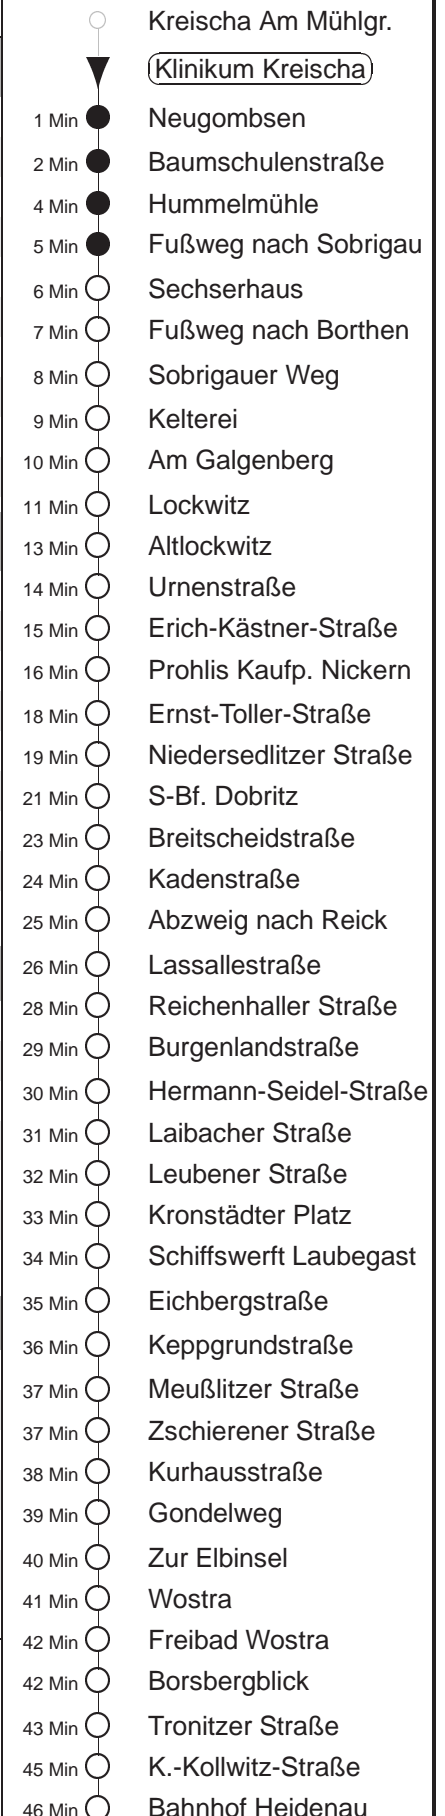 Kreischa Am Mühlgr.
Klinikum Kreischa
1 Min Neugombsen
2 Min Baumschulenstraße
4 Min Hummelmühle
5 Min Fußweg nach Sobrigau
6 Min Sechserhaus
7 Min Fußweg nach Borthen
8 Min Sobrigauer Weg
9 Min Kelterei
10 Min Am Galgenberg
11 Min Lockwitz
13 Min Altlockwitz
14 Min Urnenstraße
15 Min Erich-Kästner-Straße
16 Min Prohlis Kaufp. Nickern
18 Min Ernst-Toller-Straße
19 Min Niedersedlitzer Straße
21 Min S-Bf. Dobritz
23 Min Breitscheidstraße
24 Min Kadenstraße
25 Min Abzweig nach Reick
26 Min Lassallestraße
28 Min Reichenhaller Straße
29 Min Burgenlandstraße
30 Min Hermann-Seidel-Straße
31 Min Laibacher Straße
32 Min Leubener Straße
33 Min Kronstädter Platz
34 Min Schiffswerft Laubegast
35 Min Eichbergstraße
36 Min Keppgrundstraße
37 Min Meußlitzer Straße
37 Min Zschierener Straße
38 Min Kurhausstraße
39 Min Gondelweg
40 Min Zur Elbinsel
41 Min Wostra
42 Min Freibad Wostra
42 Min Borsbergblick
43 Min Tronitzer Straße
45 Min K.-Kollwitz-Straße
46 Min Bahnhof Heidenau